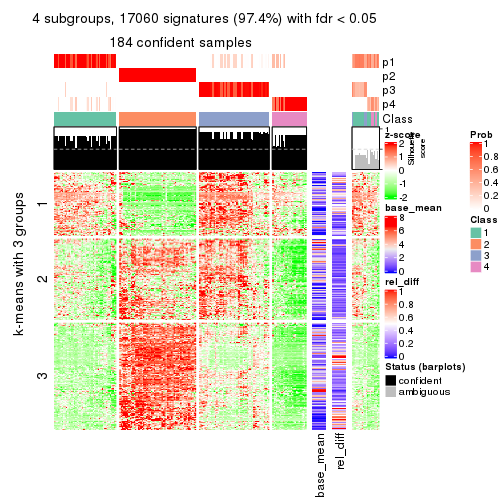 4 subgroups, 17060 signatures (97.4%) with fdr < 0.05
184 confident samples
p1
p2
p3
p4
Class
1
Silhouette
score
k-means with 3 groups
1
2
3
base_mean
rel_diff
z-score
2
1
0
-1
-2
base_mean
8
6
4
2
0
rel_diff
1
0.8
0.6
0.4
0.2
0
Status (barplots)
confident
ambiguous
Prob
1
0.8
0.6
0.4
0.2
0
Class
1
2
3
4